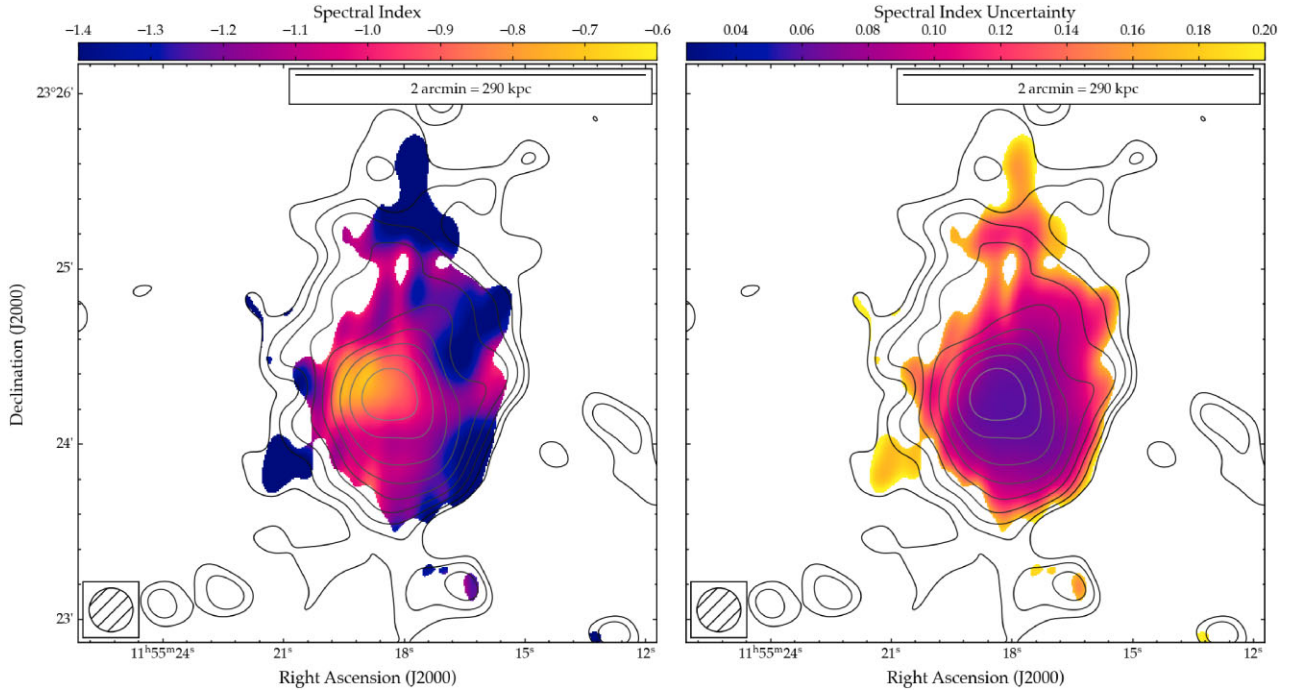 Spectral Index
−1.4 −1.3 −1.2 −1.1 −1.0 −0.9 −0.8 −0.7 −0.6
2 arcmin = 290 kpc
23°26'
25'
24'
23'
Declination (J2000)
11ʰ55ᵐ24ˢ 21ˢ 18ˢ 15ˢ 12ˢ
Right Ascension (J2000)
Spectral Index Uncertainty
0.04 0.06 0.08 0.10 0.12 0.14 0.16 0.18 0.20
2 arcmin = 290 kpc
11ʰ55ᵐ24ˢ 21ˢ 18ˢ 15ˢ 12ˢ
Right Ascension (J2000)